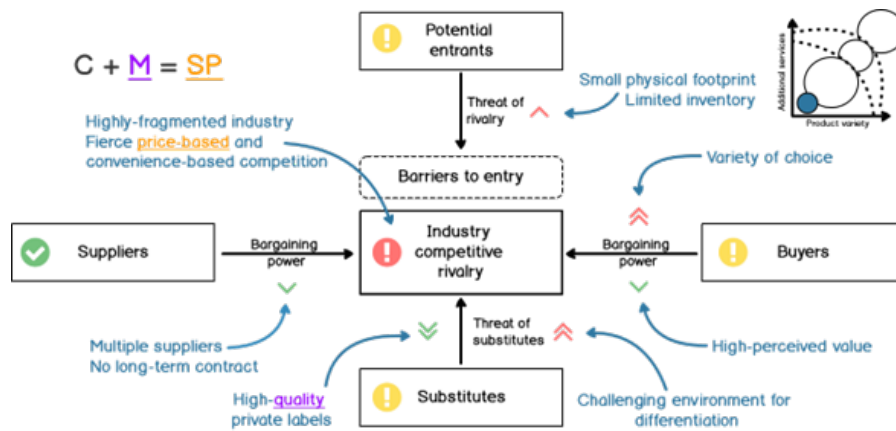 C + M = SP
Potential
entrants
Additional services
Product variety
Small physical footprint
Limited inventory
Threat of
rivalry
Highly-fragmented industry
Fierce price-based and
convenience-based competition
Variety of choice
Barriers to entry
Suppliers
Bargaining
power
Industry
competitive
rivalry
Bargaining
power
Buyers
Multiple suppliers
No long-term contract
Threat of
substitutes
High-perceived value
High-quality
private labels
Substitutes
Challenging environment for
differentiation